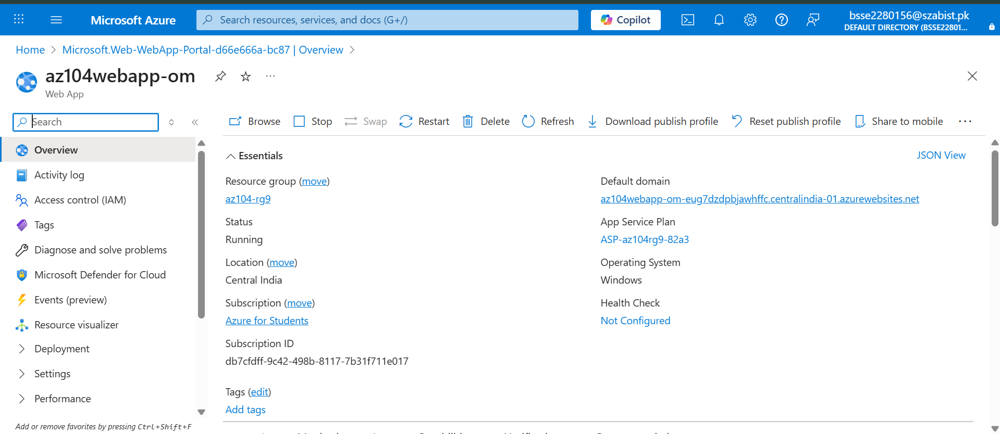 Microsoft Azure
Search resources, services, and docs (G+/)
Copilot
bsse2280156@szabist.pk
DEFAULT DIRECTORY (BSSE22801...
Home > Microsoft.Web-WebApp-Portal-d66e666a-bc87 | Overview >
az104webapp-om
Web App
Search
Browse Stop Swap Restart Delete Refresh Download publish profile Reset publish profile Share to mobile
Overview
Activity log
Access control (IAM)
Tags
Diagnose and solve problems
Microsoft Defender for Cloud
Events (preview)
Resource visualizer
Deployment
Settings
Performance
Add or remove favorites by pressing Ctrl+Shift+F
Essentials
JSON View
Resource group (move)
az104-rg9
Status
Running
Location (move)
Central India
Subscription (move)
Azure for Students
Subscription ID
db7cfdff-9c42-498b-8117-7b31f711e017
Tags (edit)
Add tags
Default domain
az104webapp-om-eug7dzdpbjawhffc.centralindia-01.azurewebsites.net
App Service Plan
ASP-az104rg9-82a3
Operating System
Windows
Health Check
Not Configured